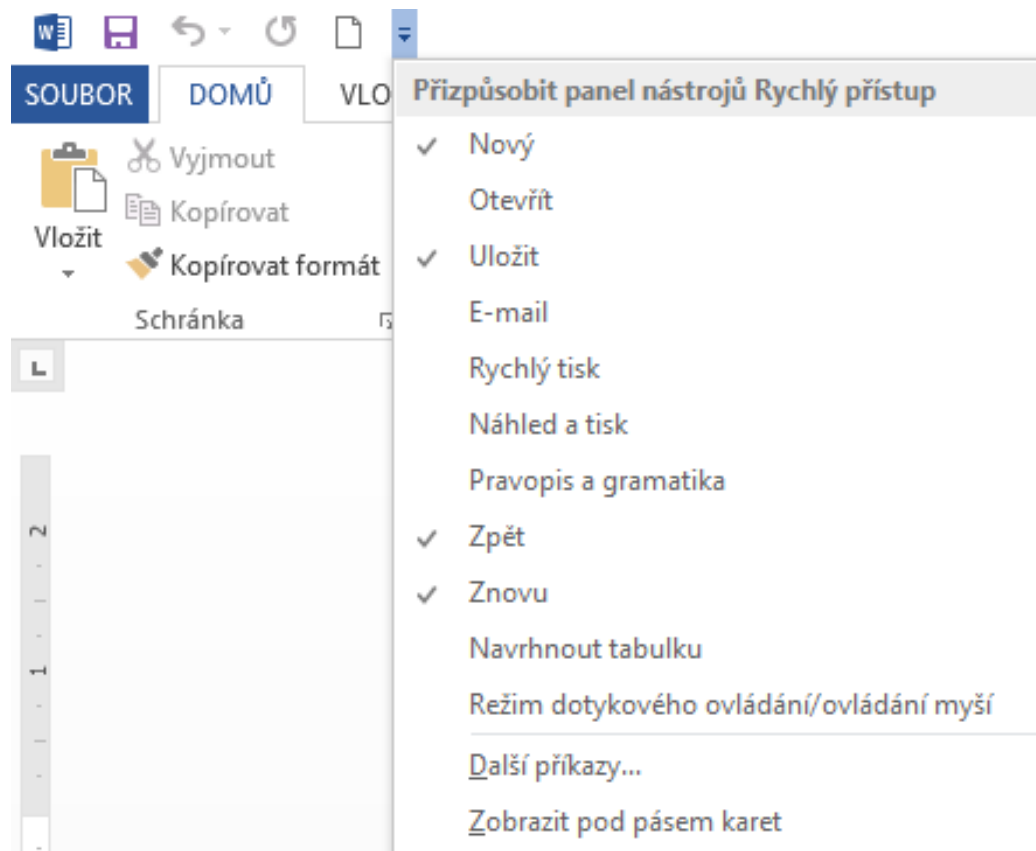 SOUBOR DOMŮ VLO
Vyjmout
Kopírovat
Vložit
Kopírovat formát
Schránka
L
2
1
Přizpůsobit panel nástrojů Rychlý přístup
Nový
Otevřít
Uložit
E-mail
Rychlý tisk
Náhled a tisk
Pravopis a gramatika
Zpět
Znovu
Navrhnout tabulku
Režim dotykového ovládání/ovládání myší
Další příkazy...
Zobrazit pod pásem karet